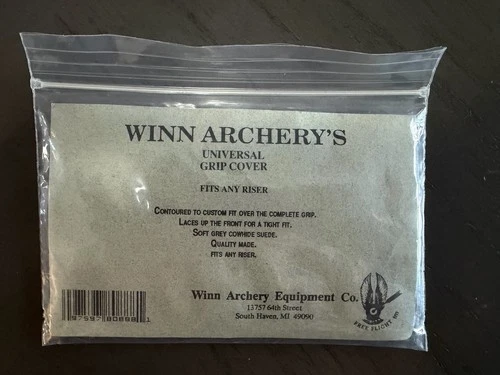 WINN ARCHERY'S
UNIVERSAL
GRIP COVER
FITS ANY RISER
CONTOURED TO CUSTOM FIT OVER THE COMPLETE GRIP.
LACES UP THE FRONT FOR A TIGHT FIT.
SOFT GREY COWHIDE SUEDE.
QUALITY MADE.
FITS ANY RISER.
Winn Archery Equipment Co.
13757 64th Street
South Haven, MI 49090
FREE FLIGHT